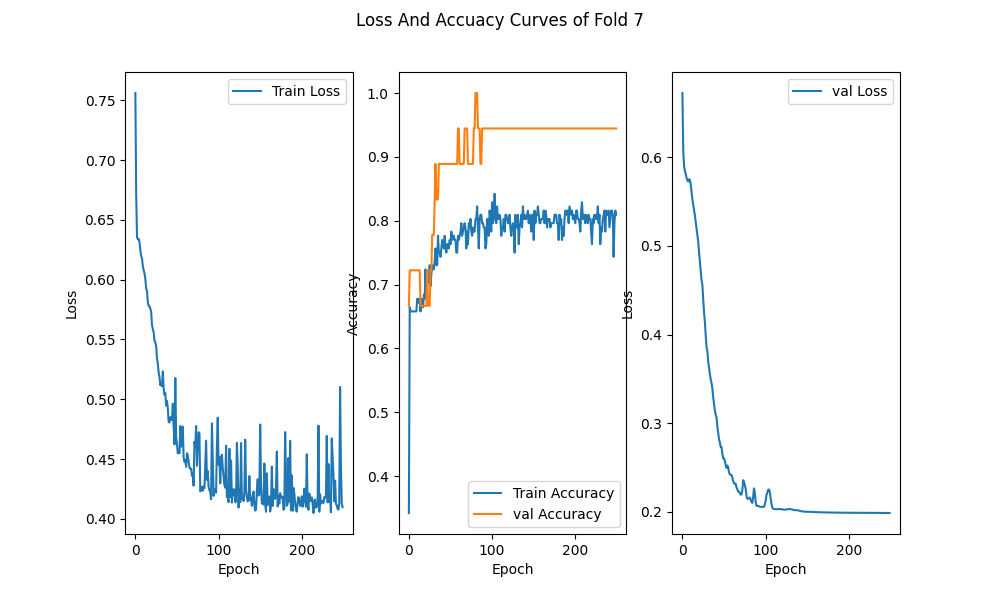 Loss And Accuacy Curves of Fold 7
Train Loss
0.75
0.70
0.65
0.60
0.55
0.50
0.45
0.40
Loss
0 100 200
Epoch
1.0
0.9
0.8
0.7
0.6
0.5
0.4
Accuracy
Train Accuracy
val Accuracy
0 100 200
Epoch
val Loss
0.6
0.5
0.4
0.3
0.2
Loss
0 100 200
Epoch